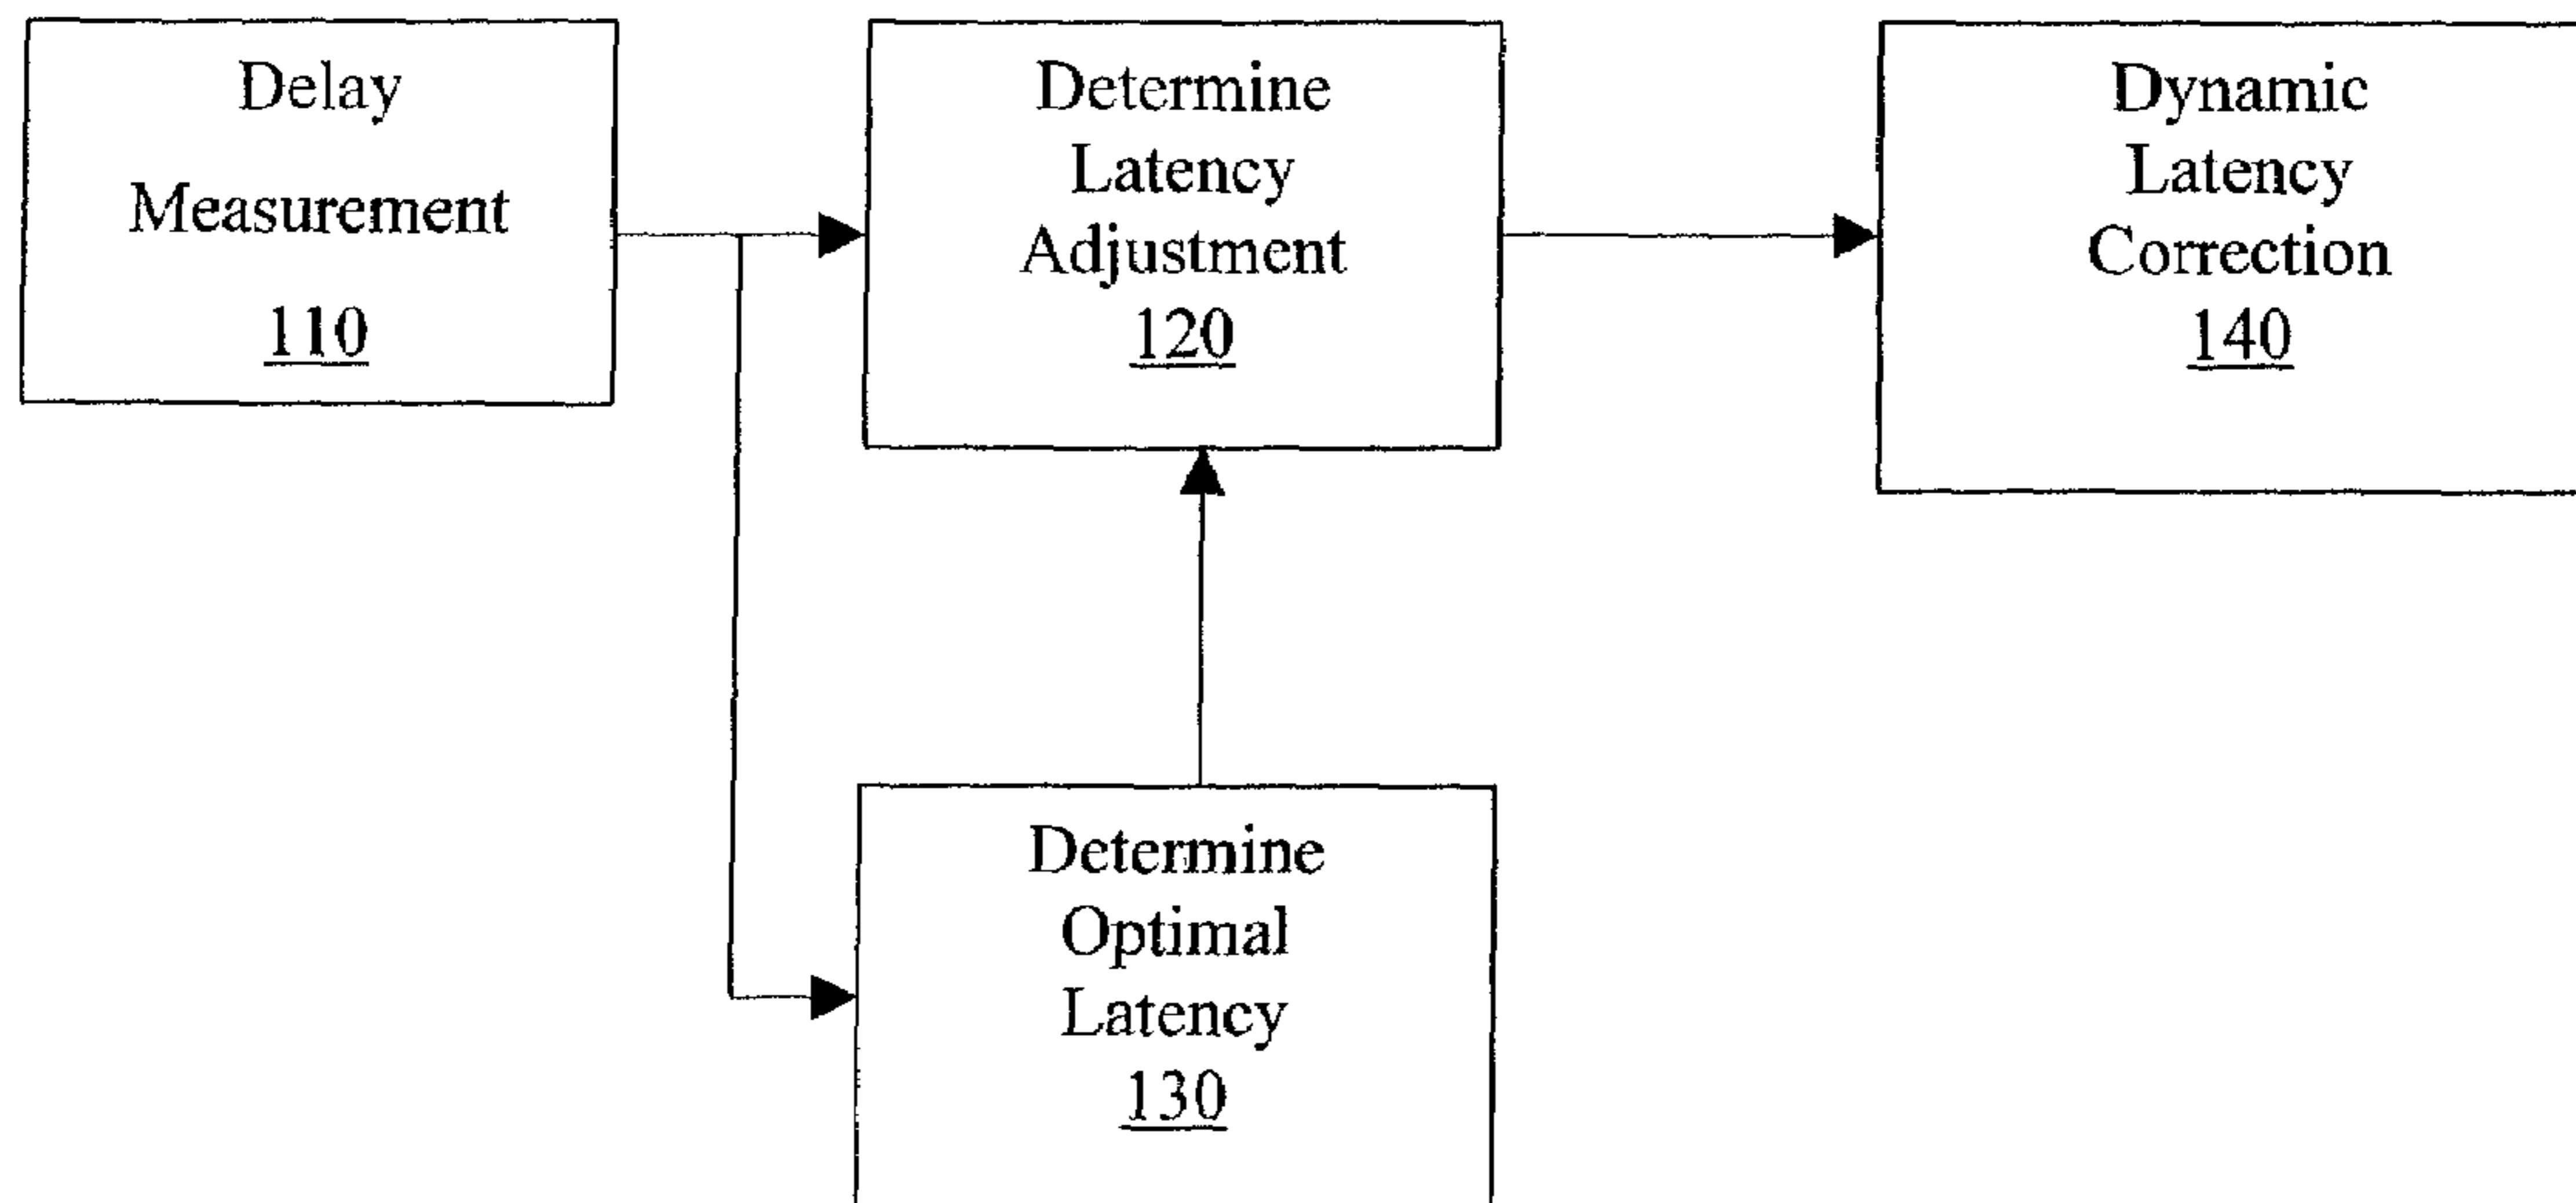 Delay
Measurement
110
Determine
Latency
Adjustment
120
Dynamic
Latency
Correction
140
Determine
Optimal
Latency
130